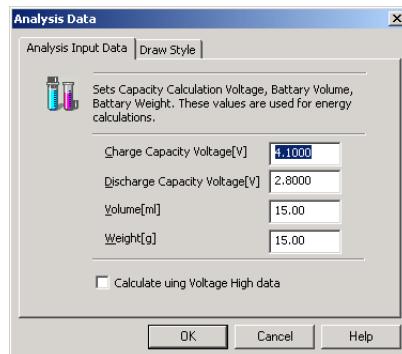 Analysis Data
Analysis Input Data
Draw Style
Sets Capacity Calculation Voltage, Battary Volume,
Battary Weight. These values are used for energy
calculations.
Charge Capacity Voltage[V] 4.1000
Discharge Capacity Voltage[V] 2.8000
Volume[ml] 15.00
Weight[g] 15.00
Calculate uing Voltage High data
OK Cancel Help